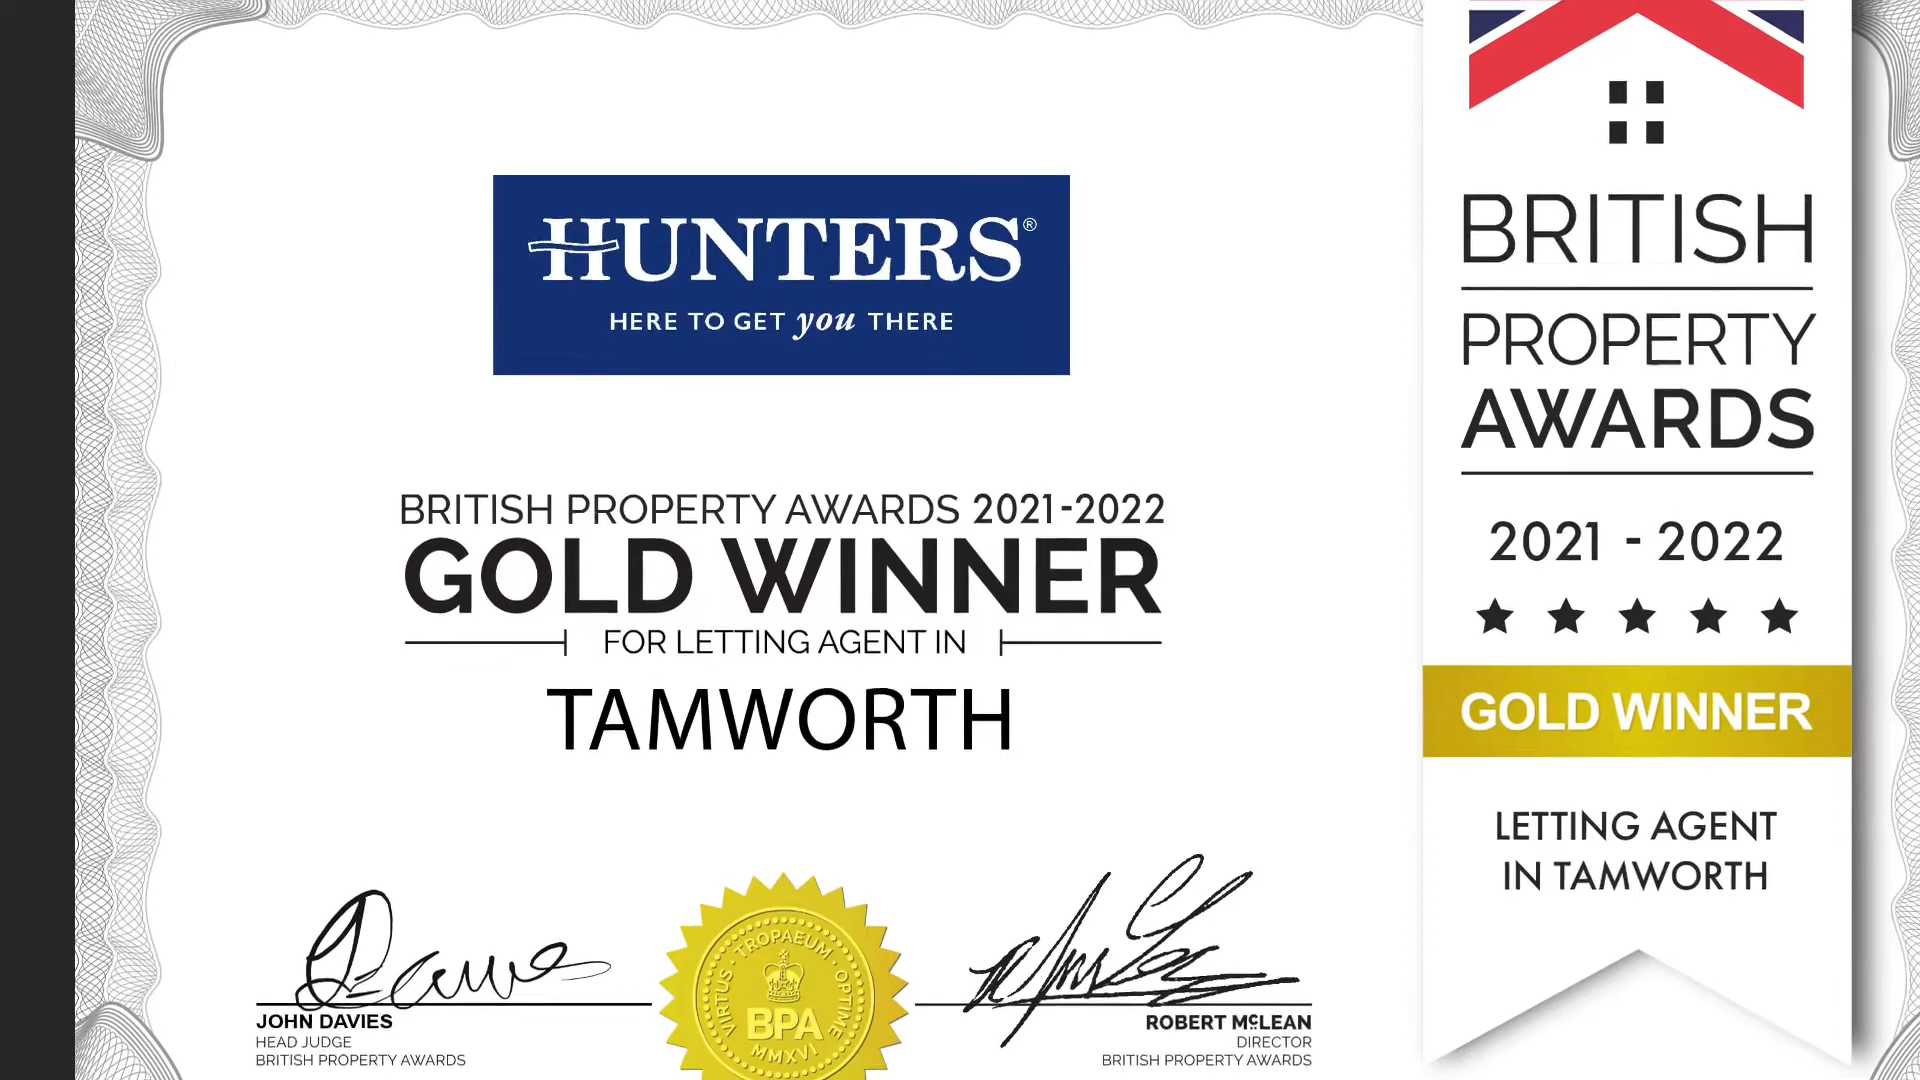 HUNTERS®
HERE TO GET you THERE
BRITISH PROPERTY AWARDS 2021-2022
GOLD WINNER
FOR LETTING AGENT IN
TAMWORTH
JOHN DAVIES
HEAD JUDGE
BRITISH PROPERTY AWARDS
VIRTUS · TROPAEUM · OPTIME
BPA
MMXVI
ROBERT McLEAN
DIRECTOR
BRITISH PROPERTY AWARDS
BRITISH
PROPERTY
AWARDS
2021 - 2022
GOLD WINNER
LETTING AGENT
IN TAMWORTH